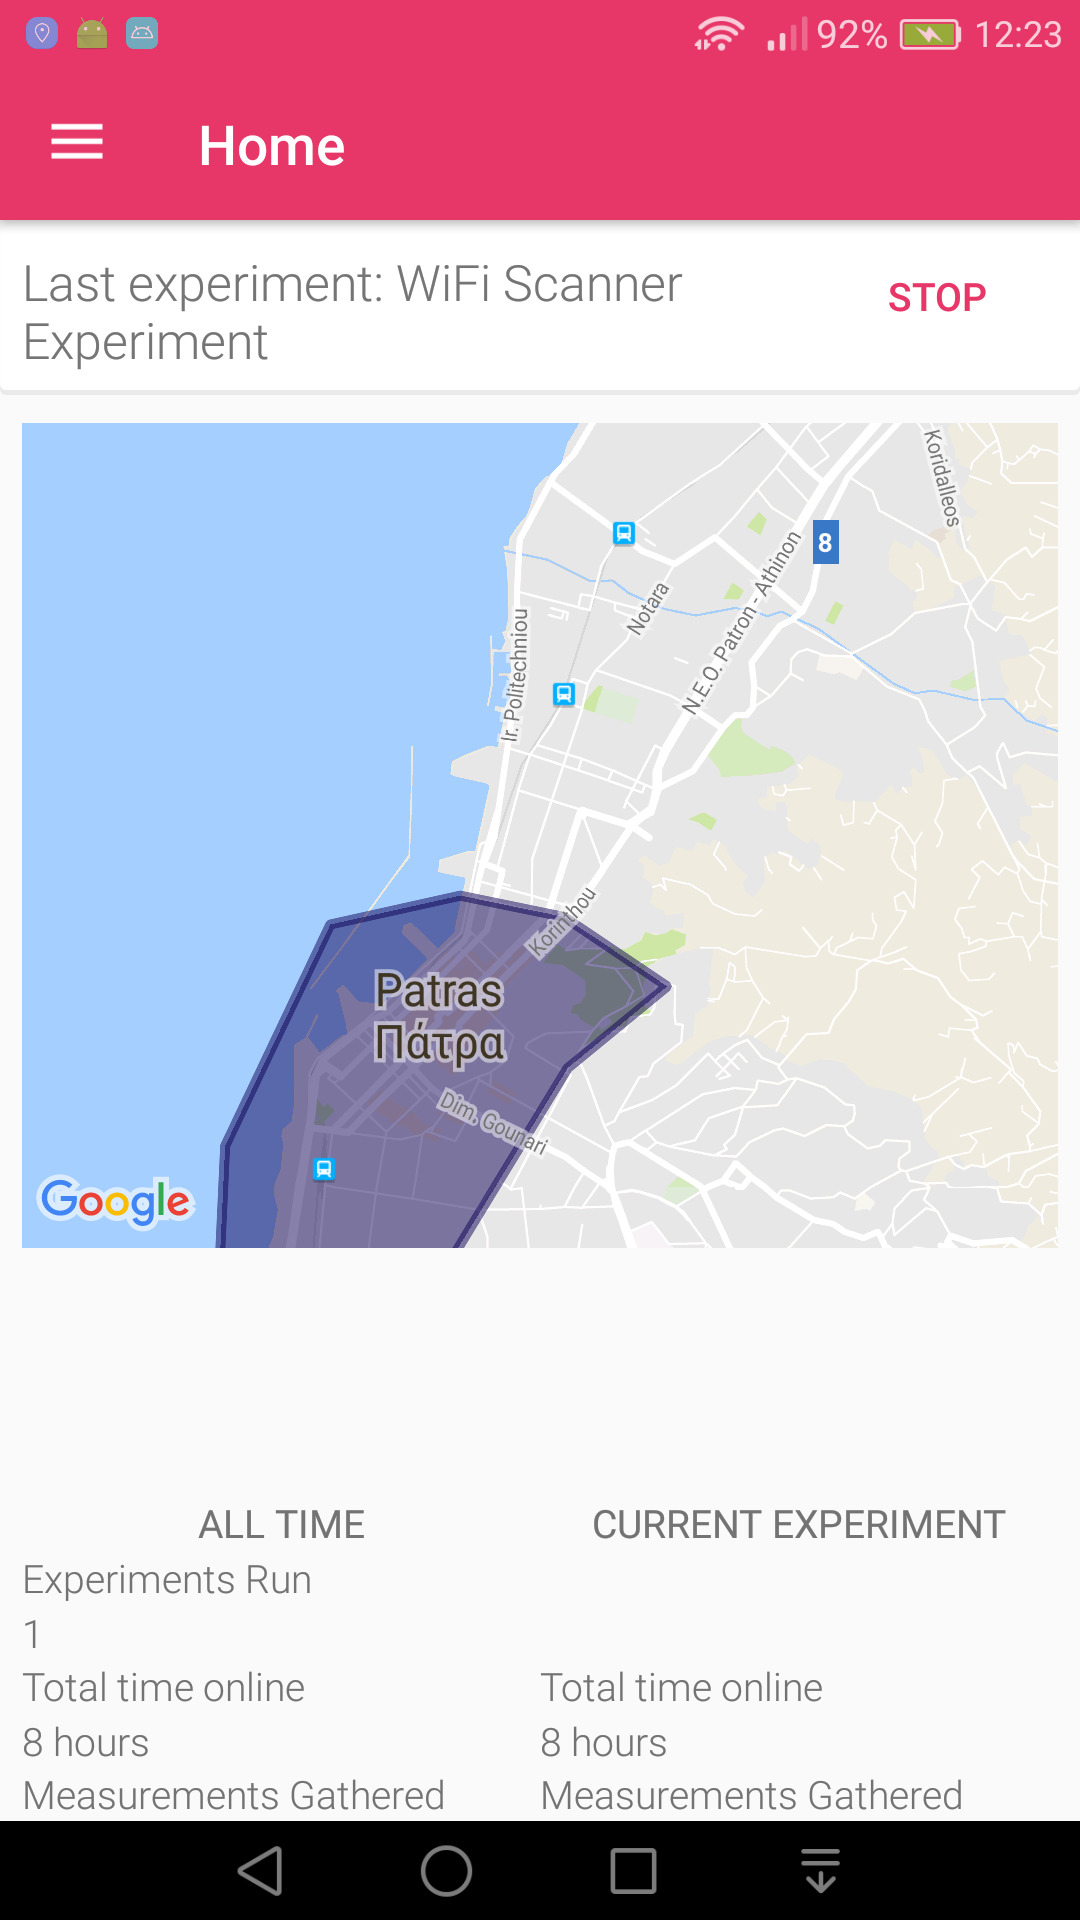 92% 12:23
Home
Last experiment: WiFi Scanner
Experiment
STOP
Koridalleos
8
Notara
N.E.O. Patron - Athinon
Ir. Politechniou
Korinthou
Patras
Πάτρα
Dim. Gounari
Google
ALL TIME
CURRENT EXPERIMENT
Experiments Run
1
Total time online
Total time online
8 hours
8 hours
Measurements Gathered
Measurements Gathered